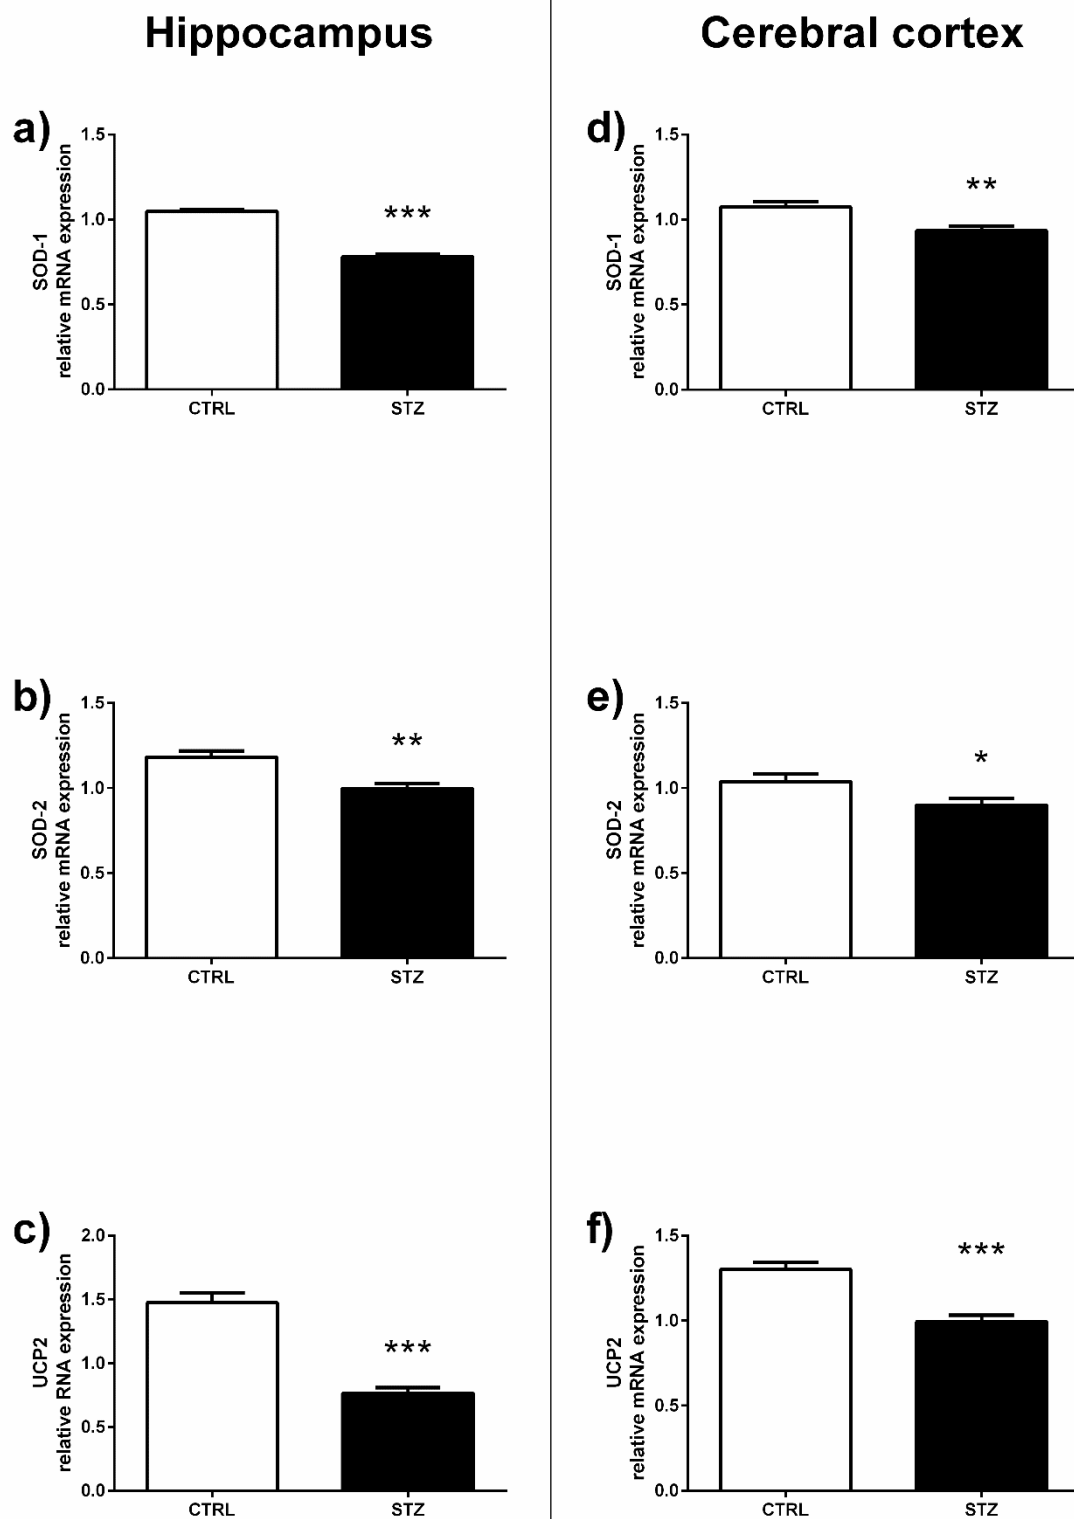 Hippocampus
a)
SOD-1
relative mRNA expression
1.5
1.0
0.5
0.0
***
CTRL STZ
b)
SOD-2
relative mRNA expression
1.5
1.0
0.5
0.0
**
CTRL STZ
c)
UCP2
relative RNA expression
2.0
1.5
1.0
0.5
0.0
***
CTRL STZ
Cerebral cortex
d)
SOD-1
relative mRNA expression
1.5
1.0
0.5
0.0
**
CTRL STZ
e)
SOD-2
relative mRNA expression
1.5
1.0
0.5
0.0
*
CTRL STZ
f)
UCP2
relative mRNA expression
1.5
1.0
0.5
0.0
***
CTRL STZ